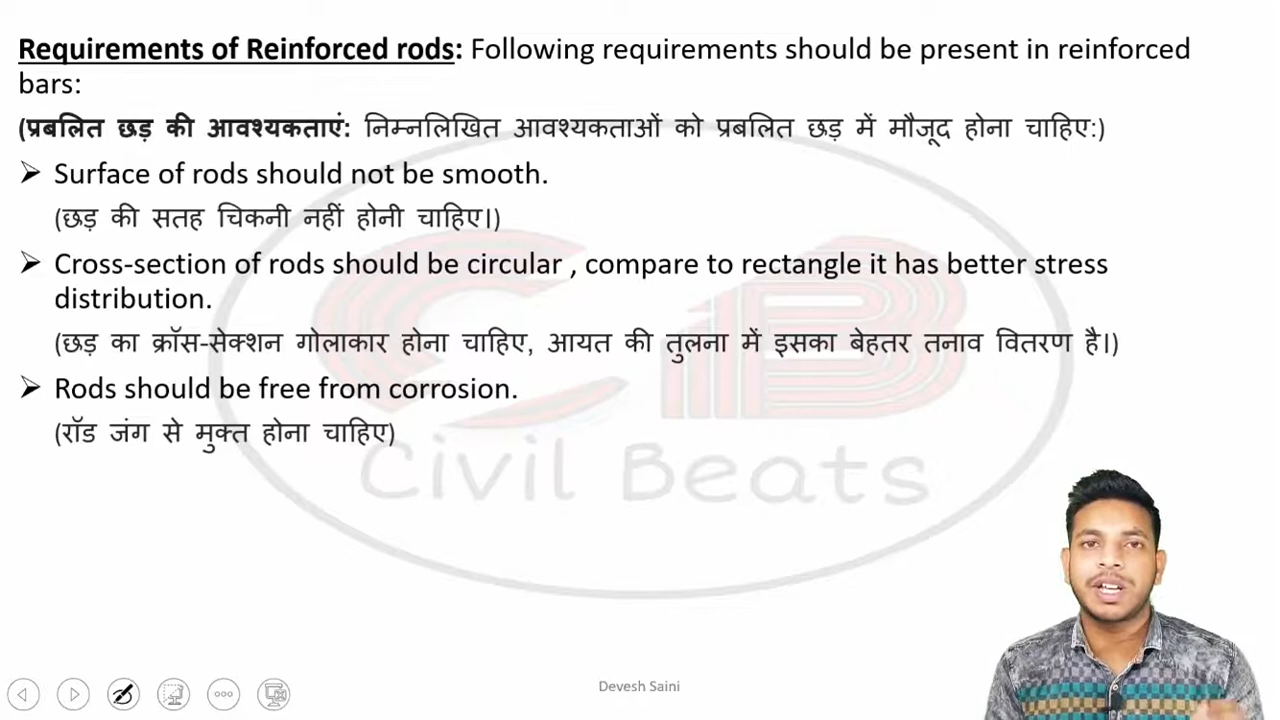 Requirements of Reinforced rods: Following requirements should be present in reinforced
bars:
(प्रबलित छड़ की आवश्यकताएं: निम्नलिखित आवश्यकताओं को प्रबलित छड़ में मौजूद होना चाहिए:)
➤ Surface of rods should not be smooth.
(छड़ की सतह चिकनी नहीं होनी चाहिए।)
➤ Cross-section of rods should be circular , compare to rectangle it has better stress
distribution.
(छड़ का क्रॉस-सेक्शन गोलाकार होना चाहिए, आयत की तुलना में इसका बेहतर तनाव वितरण है।)
➤ Rods should be free from corrosion.
(रॉड जंग से मुक्त होना चाहिए)
CB
Civil Beats
Devesh Saini